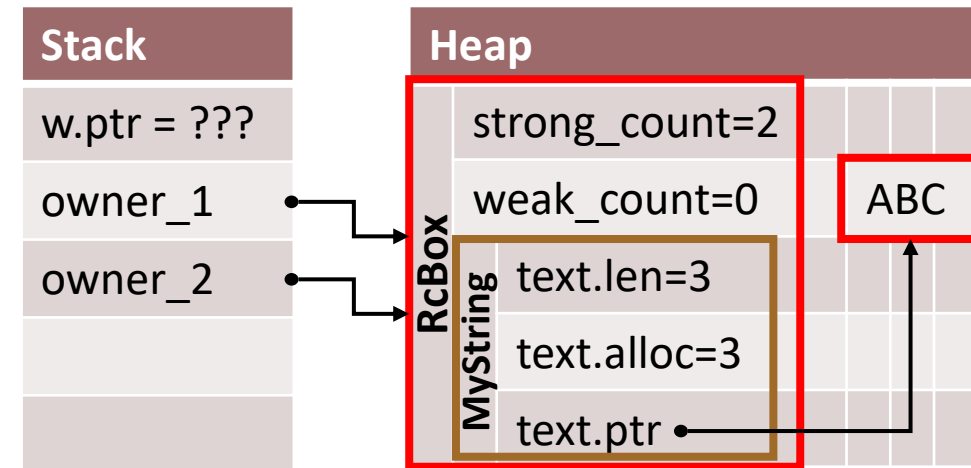 Stack
w.ptr = ???
owner_1
owner_2
Heap
RcBox
strong_count=2
weak_count=0
MyString
text.len=3
text.alloc=3
text.ptr
ABC